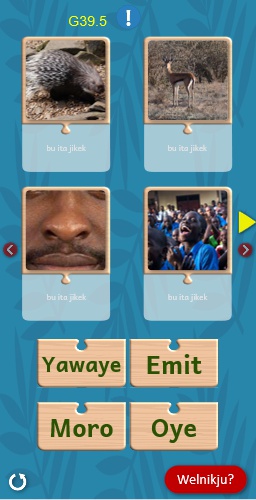 G39.5
!
bu ita jikek
bu ita jikek
bu ita jikek
bu ita jikek
Yawaye
Emit
Moro
Oye
Welnikju?